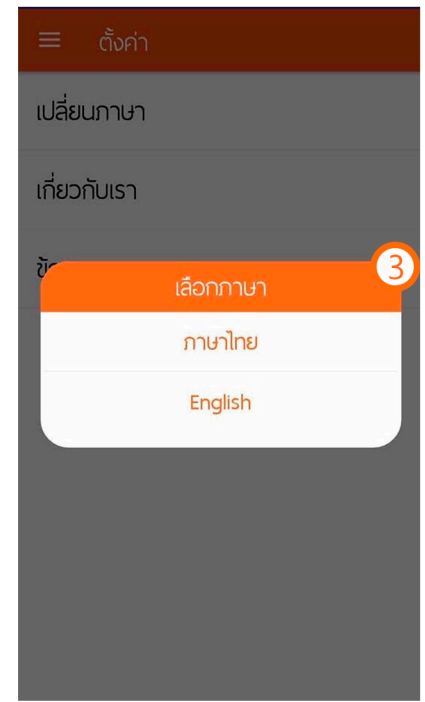 ตั้งค่า
เปลี่ยนภาษา
เกี่ยวกับเรา
3
เลือกภาษา
ภาษาไทย
English